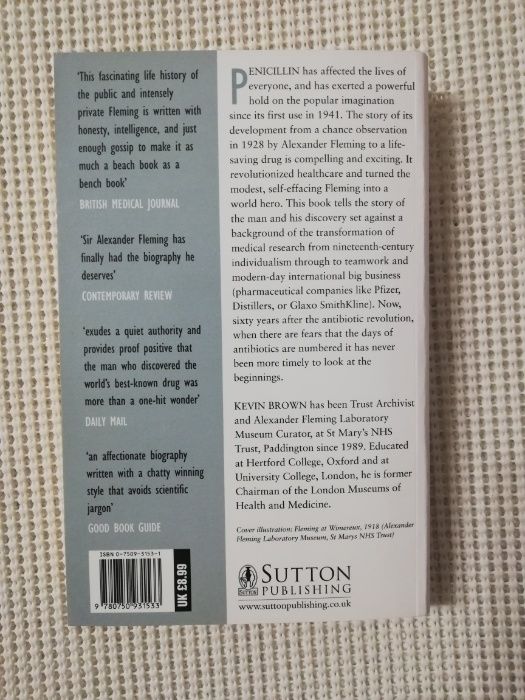 'This fascinating life history of
the public and intensely
private Fleming is written with
honesty, intelligence, and just
enough gossip to make it as
much a beach book as a
bench book'
BRITISH MEDICAL JOURNAL
'Sir Alexander Fleming has
finally had the biography he
deserves'
CONTEMPORARY REVIEW
'exudes a quiet authority and
provides proof positive that
the man who discovered the
world's best-known drug was
more than a one-hit wonder'
DAILY MAIL
'an affectionate biography
written with a chatty winning
style that avoids scientific
jargon'
GOOD BOOK GUIDE
ISBN 0-7509-3153-1
9 780750 931533
UK £8.99
PENICILLIN has affected the lives of
everyone, and has exerted a powerful
hold on the popular imagination
since its first use in 1941. The story of its
development from a chance observation
in 1928 by Alexander Fleming to a life-
saving drug is compelling and exciting. It
revolutionized healthcare and turned the
modest, self-effacing Fleming into a
world hero. This book tells the story of
the man and his discovery set against a
background of the transformation of
medical research from nineteenth-century
individualism through to teamwork and
modern-day international big business
(pharmaceutical companies like Pfizer,
Distillers, or Glaxo SmithKline). Now,
sixty years after the antibiotic revolution,
when there are fears that the days of
antibiotics are numbered it has never
been more timely to look at the
beginnings.
KEVIN BROWN has been Trust Archivist
and Alexander Fleming Laboratory
Museum Curator, at St Mary's NHS
Trust, Paddington since 1989. Educated
at Hertford College, Oxford and at
University College, London, he is former
Chairman of the London Museums of
Health and Medicine.
Cover illustration: Fleming at Wimereux, 1918 (Alexander
Fleming Laboratory Museum, St Marys NHS Trust)
SUTTON
SUTTON
PUBLISHING
www.suttonpublishing.co.uk